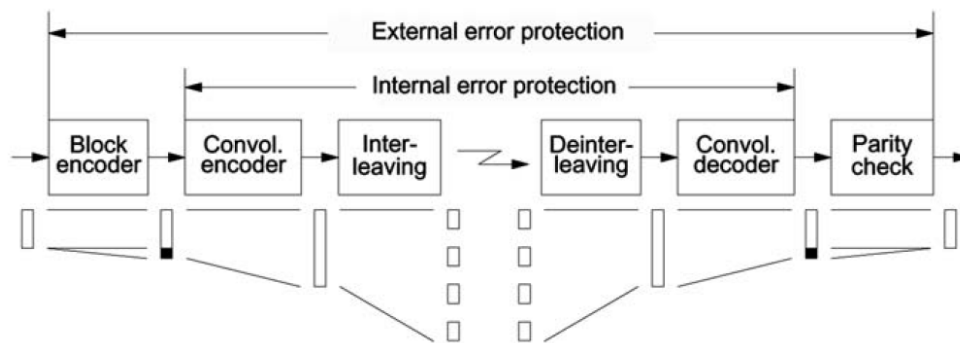 External error protection
Internal error protection
Block
encoder
Convol.
encoder
Inter-
leaving
Deinter-
leaving
Convol.
decoder
Parity
check